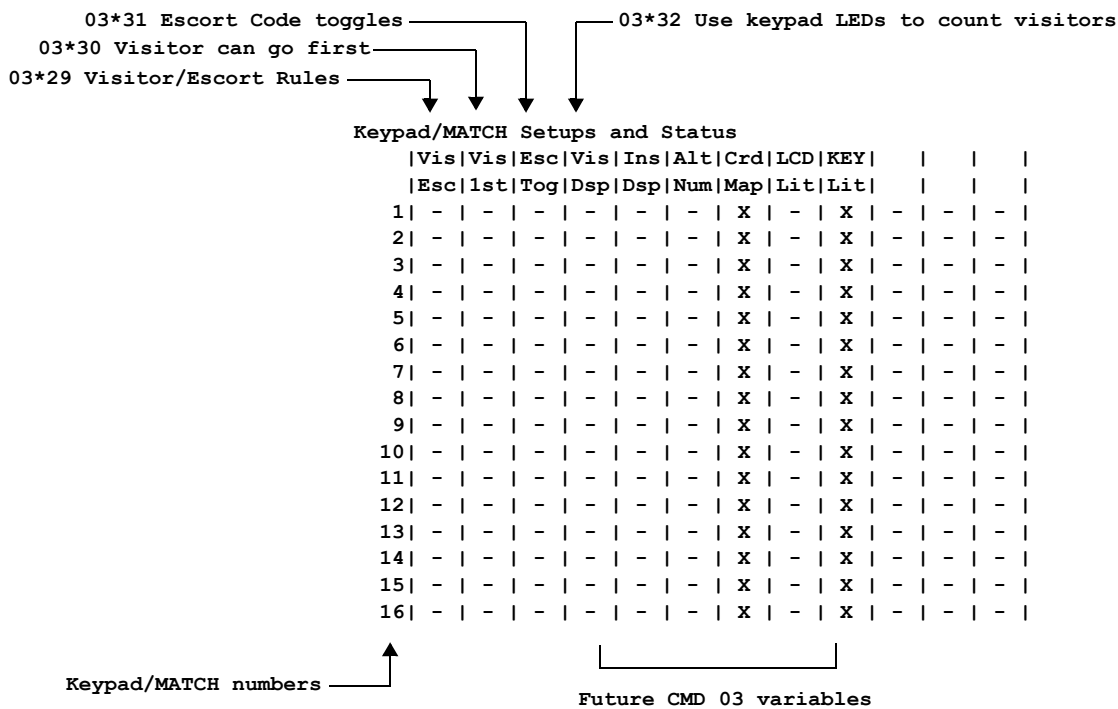 03*31 Escort Code toggles
03*32 Use keypad LEDs to count visitors
03*30 Visitor can go first
03*29 Visitor/Escort Rules
Keypad/MATCH Setups and Status
|Vis|Vis|Esc|Vis|Ins|Alt|Crd|LCD|KEY|   |   |   |
|Esc|1st|Tog|Dsp|Dsp|Num|Map|Lit|Lit|   |   |   |
1| - | - | - | - | - | - | X | - | X | - | - | - |
2| - | - | - | - | - | - | X | - | X | - | - | - |
3| - | - | - | - | - | - | X | - | X | - | - | - |
4| - | - | - | - | - | - | X | - | X | - | - | - |
5| - | - | - | - | - | - | X | - | X | - | - | - |
6| - | - | - | - | - | - | X | - | X | - | - | - |
7| - | - | - | - | - | - | X | - | X | - | - | - |
8| - | - | - | - | - | - | X | - | X | - | - | - |
9| - | - | - | - | - | - | X | - | X | - | - | - |
10| - | - | - | - | - | - | X | - | X | - | - | - |
11| - | - | - | - | - | - | X | - | X | - | - | - |
12| - | - | - | - | - | - | X | - | X | - | - | - |
13| - | - | - | - | - | - | X | - | X | - | - | - |
14| - | - | - | - | - | - | X | - | X | - | - | - |
15| - | - | - | - | - | - | X | - | X | - | - | - |
16| - | - | - | - | - | - | X | - | X | - | - | - |
Keypad/MATCH numbers
Future CMD 03 variables